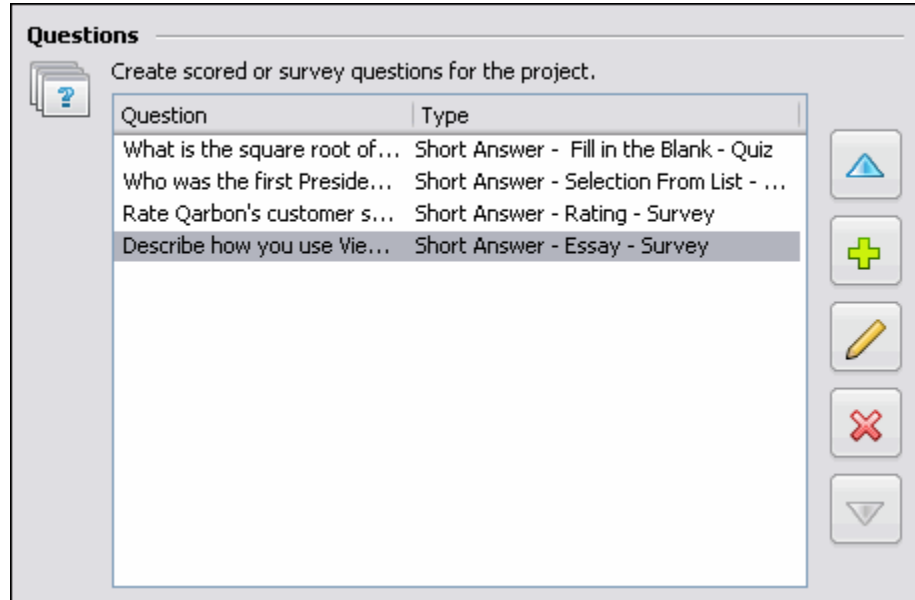 Questions
Create scored or survey questions for the project.
Question Type
What is the square root of... Short Answer -  Fill in the Blank - Quiz
Who was the first Preside... Short Answer - Selection From List - ...
Rate Qarbon's customer s... Short Answer - Rating - Survey
Describe how you use Vie... Short Answer - Essay - Survey